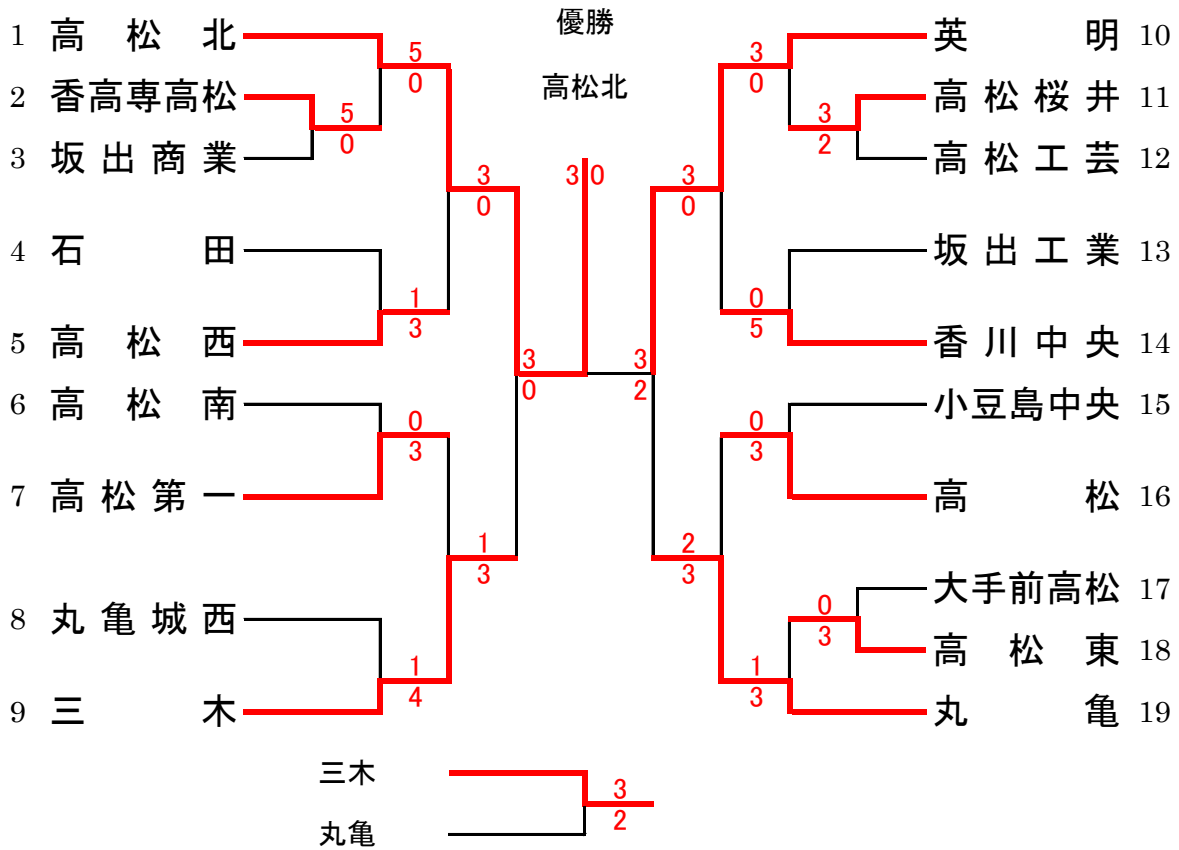 優勝
高松北
1 高松北
2 香高専高松
3 坂出商業
4 石田
5 高松西
6 高松南
7 高松第一
8 丸亀城西
9 三木
5
0
5
0
3
0
1
3
3
0
0
3
1
3
1
4
3 0
英明 10
高松桜井 11
高松工芸 12
坂出工業 13
香川中央 14
小豆島中央 15
高松 16
大手前高松 17
高松東 18
丸亀 19
3
0
3
2
3
0
0
5
3
2
0
3
2
3
0
3
1
3
三木
丸亀
3
2